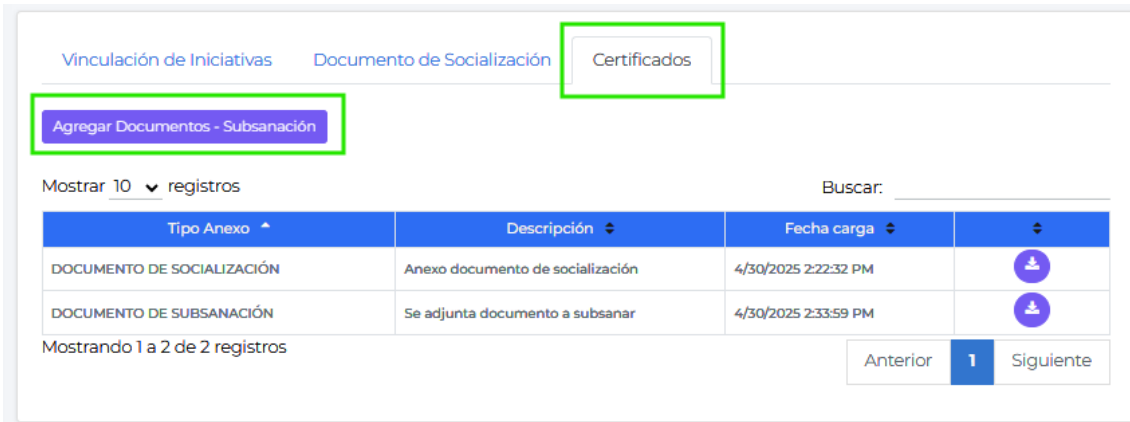 Vinculación de Iniciativas Documento de Socialización Certificados
Agregar Documentos - Subsanación
Mostrar 10 registros Buscar:
Tipo Anexo Descripción Fecha carga
DOCUMENTO DE SOCIALIZACIÓN Anexo documento de socialización 4/30/2025 2:22:32 PM
DOCUMENTO DE SUBSANACIÓN Se adjunta documento a subsanar 4/30/2025 2:33:59 PM
Mostrando 1 a 2 de 2 registros
Anterior 1 Siguiente